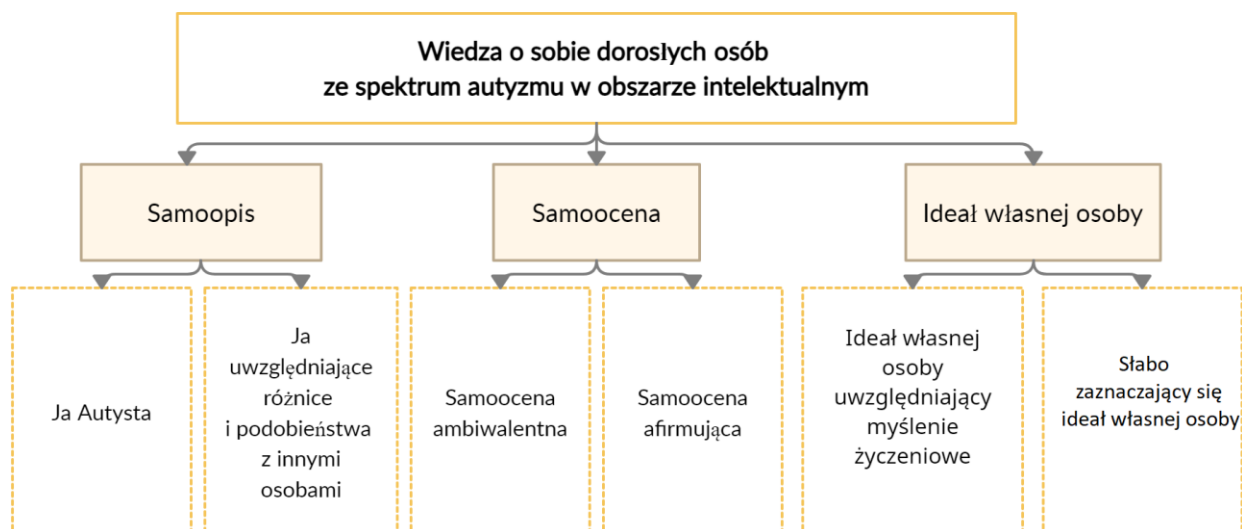 Wiedza o sobie dorosłych osób
ze spektrum autyzmu w obszarze intelektualnym
Samoopis
Samoocena
Ideał własnej osoby
Ja Autysta
Ja
uwzględniające
różnice
i podobieństwa
z innymi
osobami
Samoocena
ambiwalentna
Samoocena
afirmująca
Ideał własnej
osoby
uwzględniający
myślenie
życzeniowe
Słabo
zaznaczający się
ideał własnej osoby